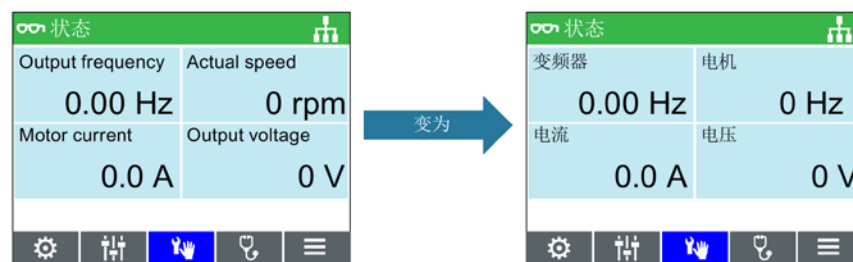 状态
Output frequency
Actual speed
0.00 Hz
0 rpm
Motor current
Output voltage
0.0 A
0 V
变为
状态
变频器
电机
0.00 Hz
0 Hz
电流
电压
0.0 A
0 V